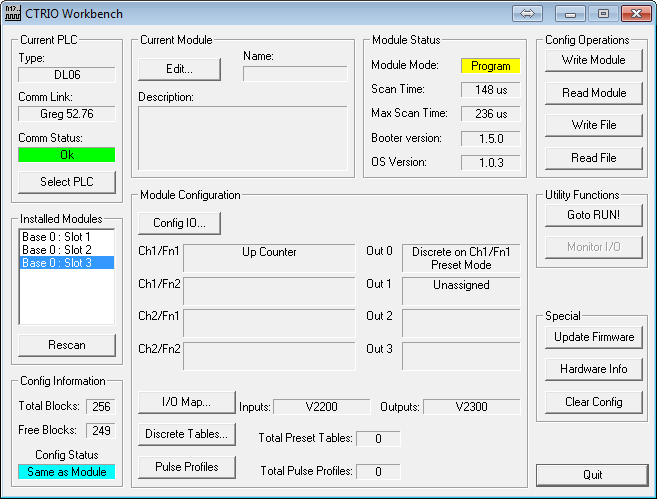 CTRIO Workbench
Current PLC
Type:
DL06
Comm Link:
Greg 52.76
Comm Status:
Ok
Select PLC
Current Module
Edit...
Name:
Description:
Module Status
Module Mode: Program
Scan Time: 148 us
Max Scan Time: 236 us
Booter version: 1.5.0
OS Version: 1.0.3
Config Operations
Write Module
Read Module
Write File
Read File
Installed Modules
Base 0 : Slot 1
Base 0 : Slot 2
Base 0 : Slot 3
Rescan
Module Configuration
Config IO...
Ch1/Fn1 Up Counter
Ch1/Fn2
Ch2/Fn1
Ch2/Fn2
Out 0 Discrete on Ch1/Fn1
Preset Mode
Out 1 Unassigned
Out 2
Out 3
I/O Map...
Inputs: V2200
Outputs: V2300
Discrete Tables...
Total Preset Tables: 0
Pulse Profiles
Total Pulse Profiles: 0
Utility Functions
Goto RUN!
Monitor I/O
Special
Update Firmware
Hardware Info
Clear Config
Config Information
Total Blocks: 256
Free Blocks: 249
Config Status
Same as Module
Quit